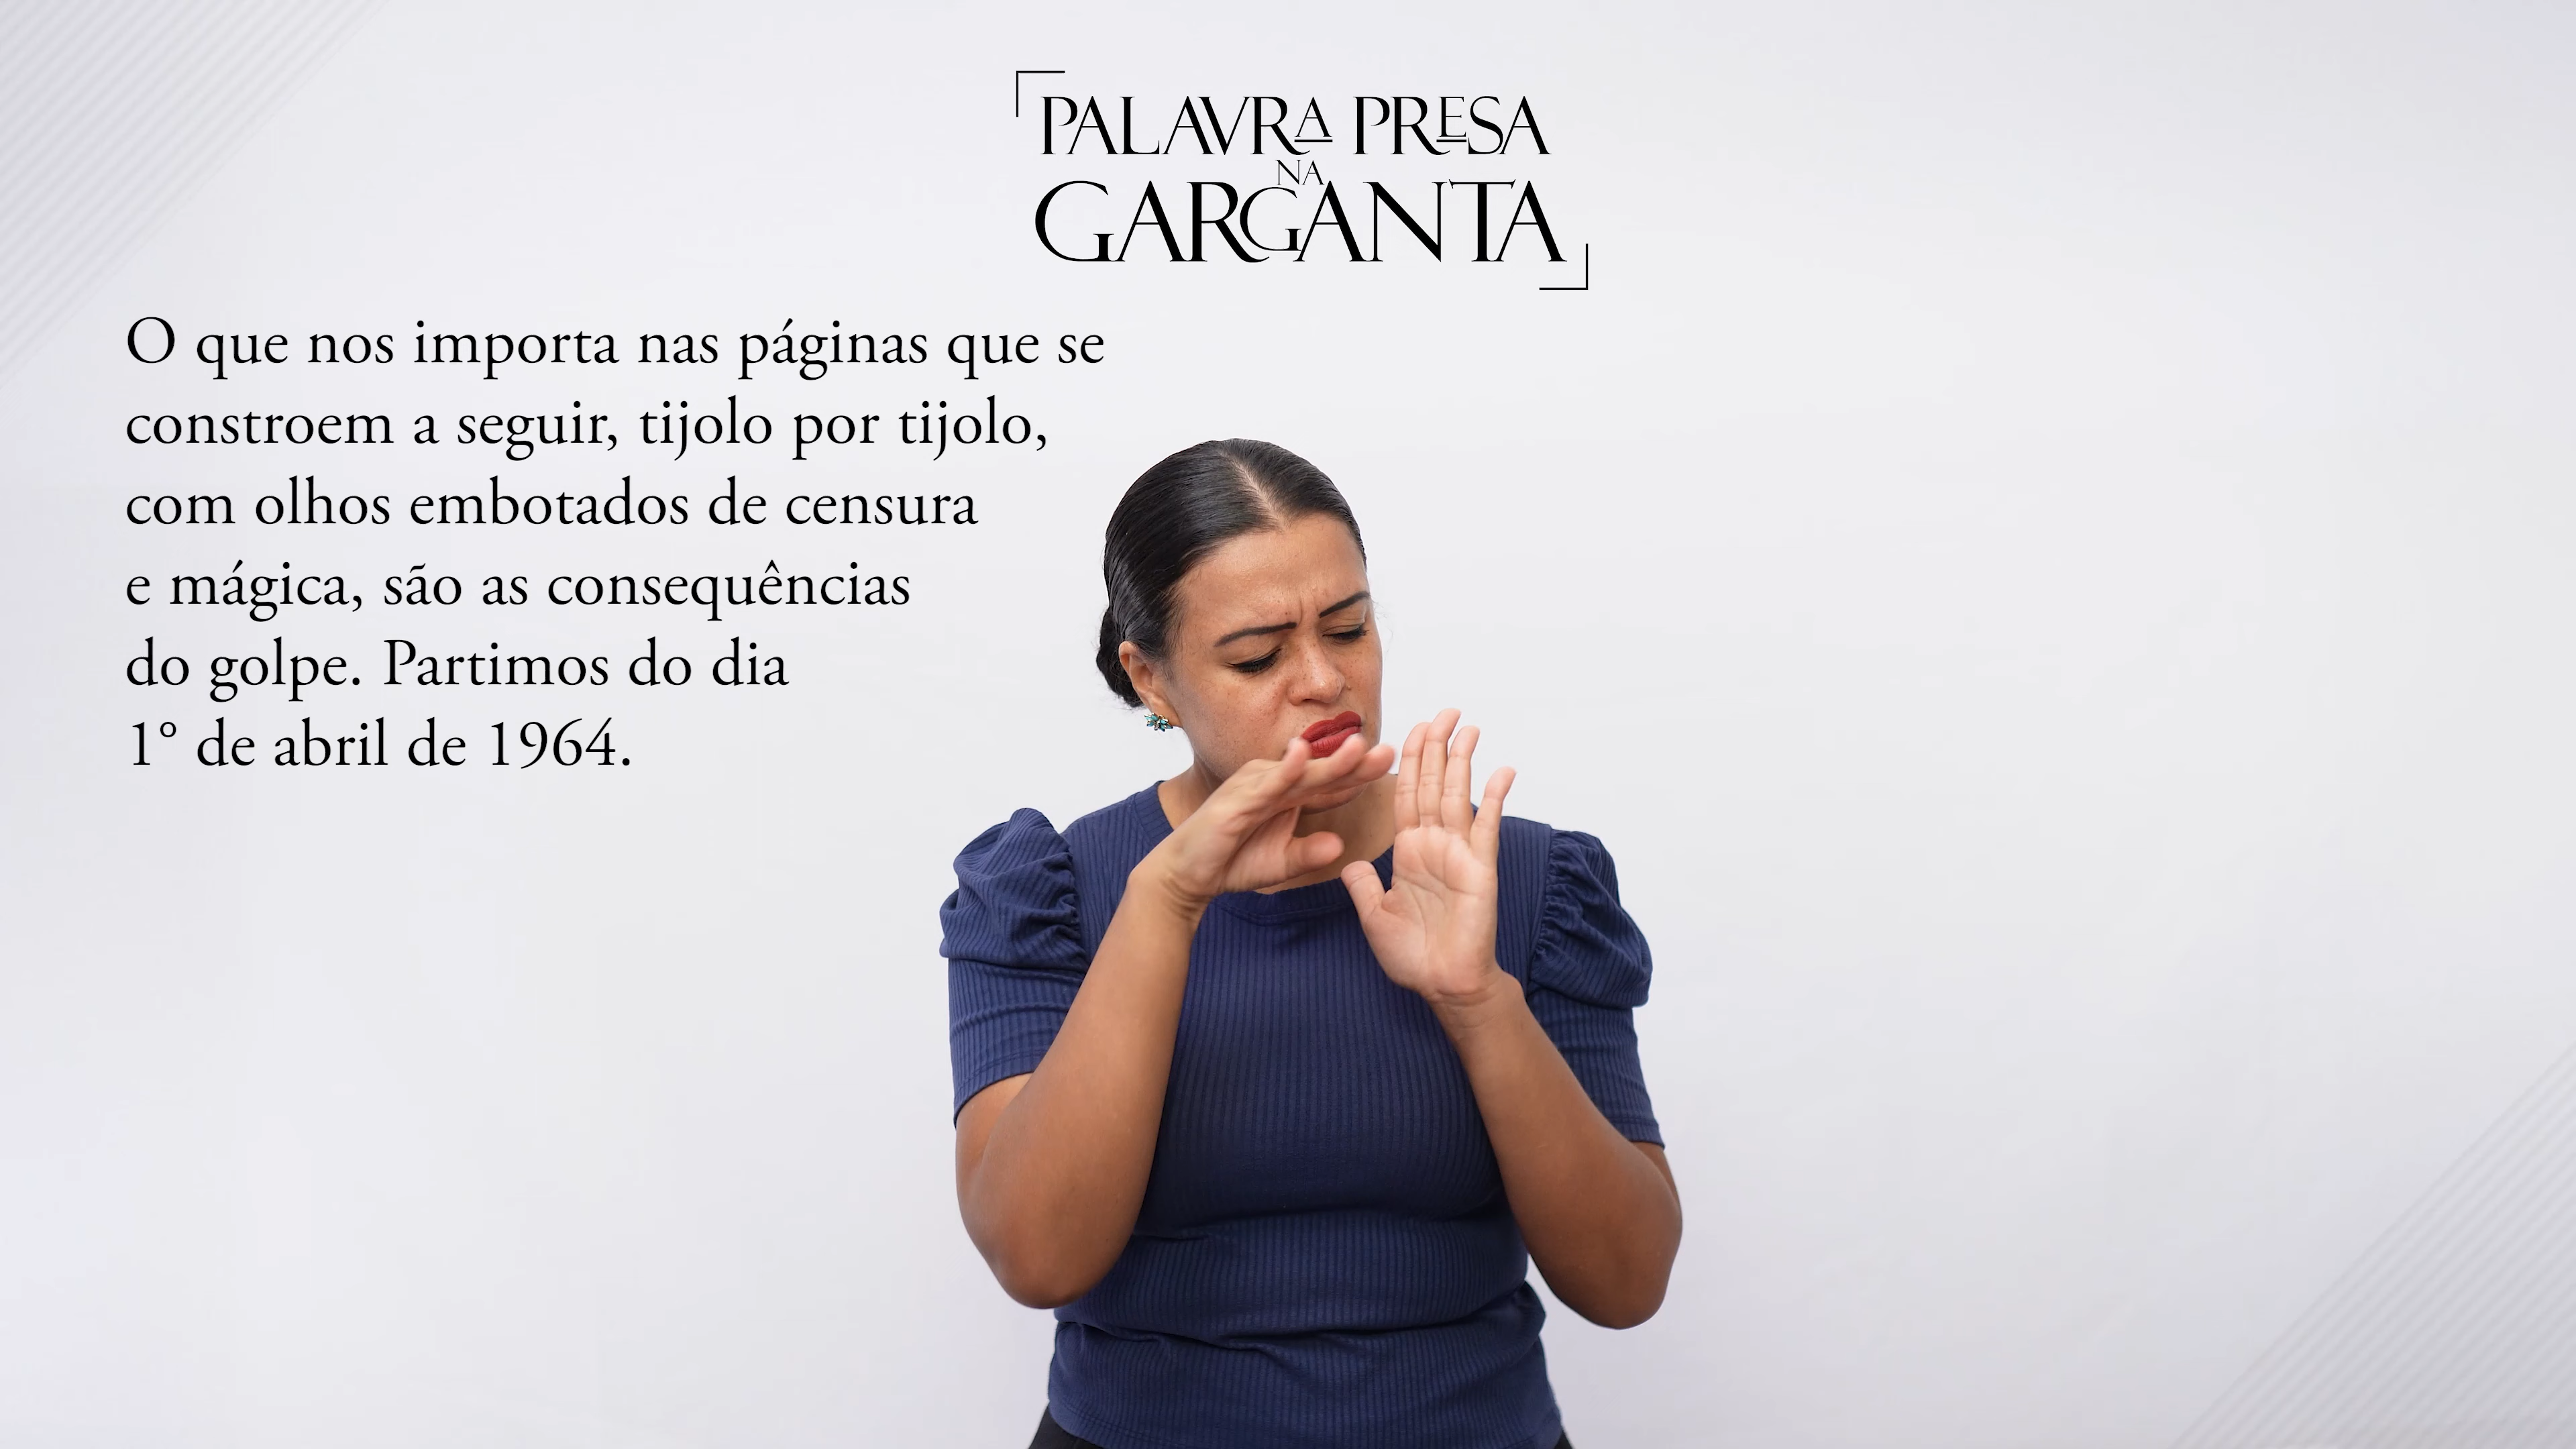 PALAVRA PRESA
NA
GARGANTA
O que nos importa nas páginas que se
constroem a seguir, tijolo por tijolo,
com olhos embotados de censura
e mágica, são as consequências
do golpe. Partimos do dia
1° de abril de 1964.